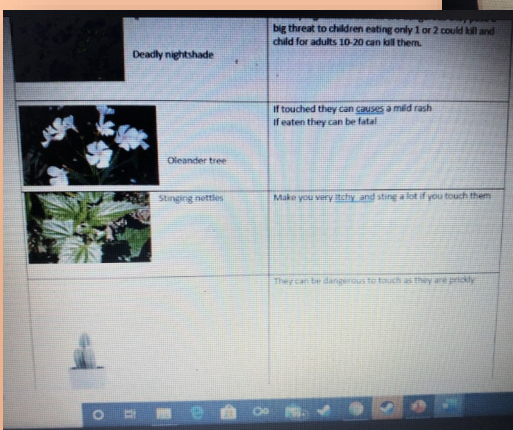 big threat to children eating only 1 or 2 could kill and
child for adults 10-20 can kill them.
Deadly nightshade
If touched they can causes a mild rash
If eaten they can be fatal
Oleander tree
Stinging nettles
Make you very itchy and sting a lot if you touch them
They can be dangerous to touch as they are prickly